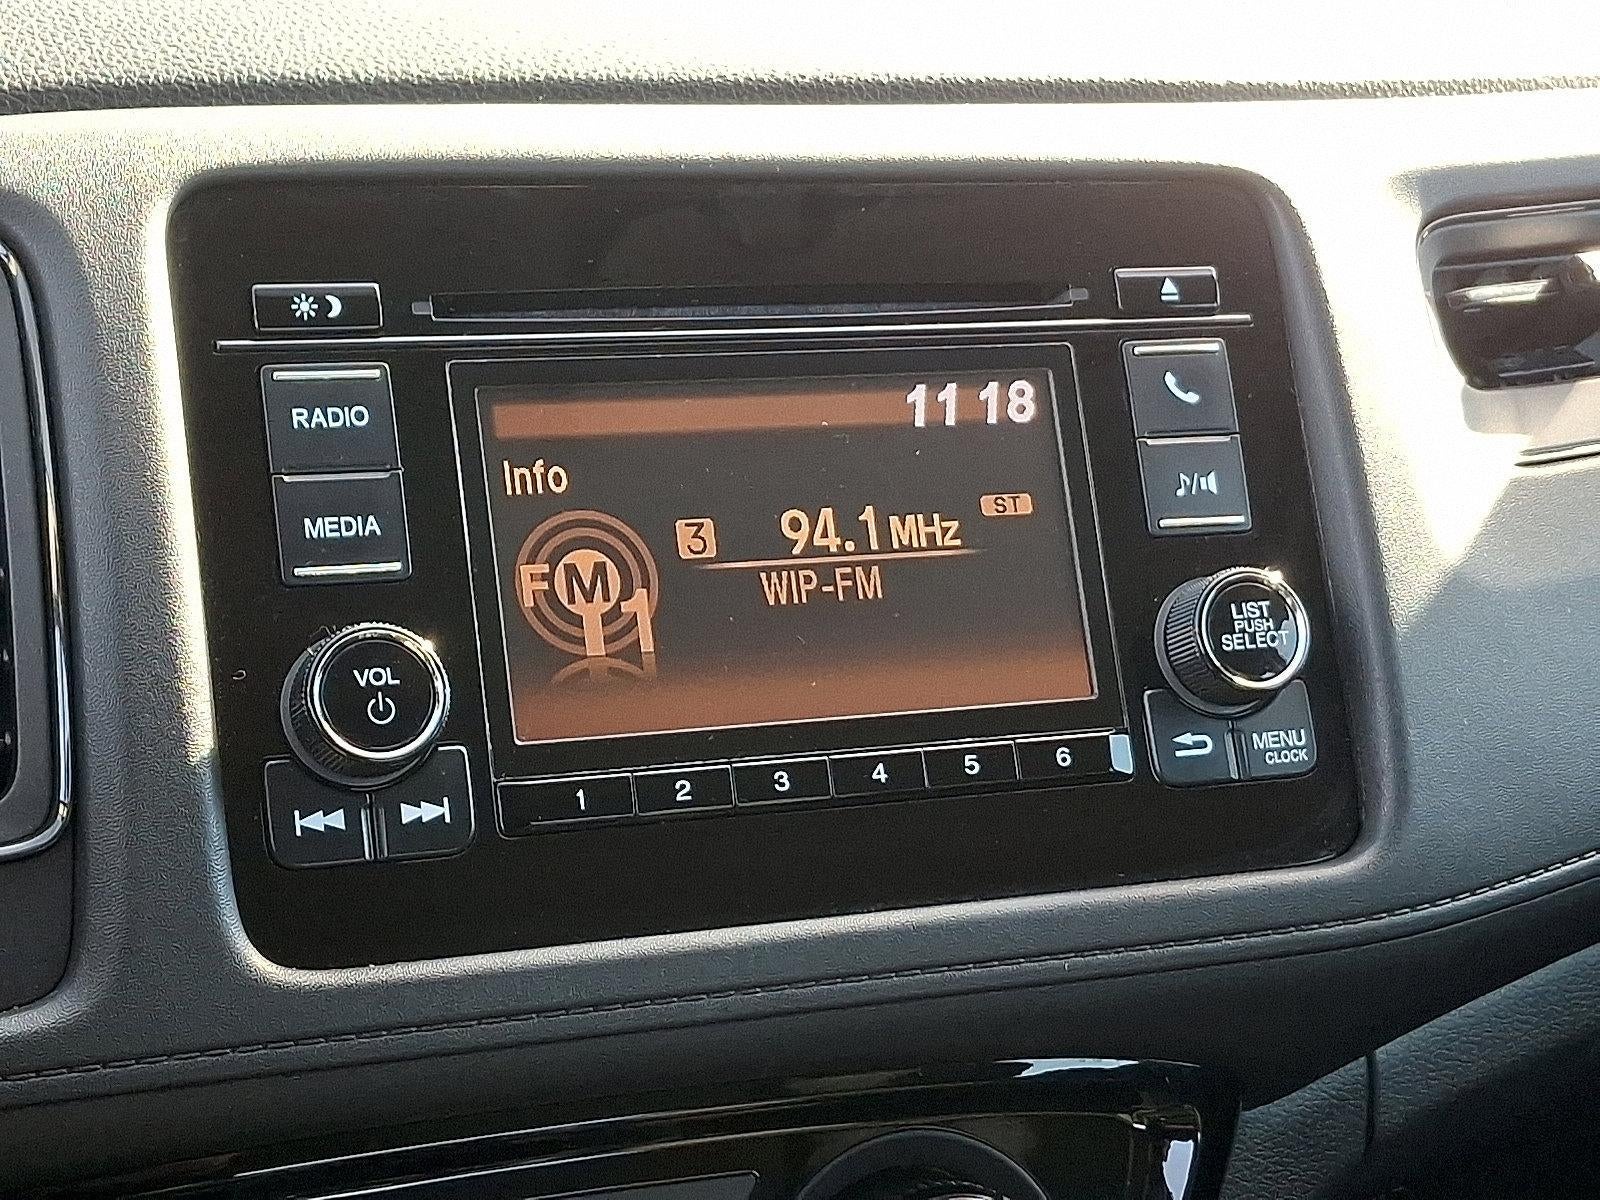 11 18
RADIO
Info
ST
3 94.1 MHz
MEDIA
FM
1
WIP-FM
LIST
PUSH
SELECT
VOL
MENU
CLOCK
1 2 3 4 5 6